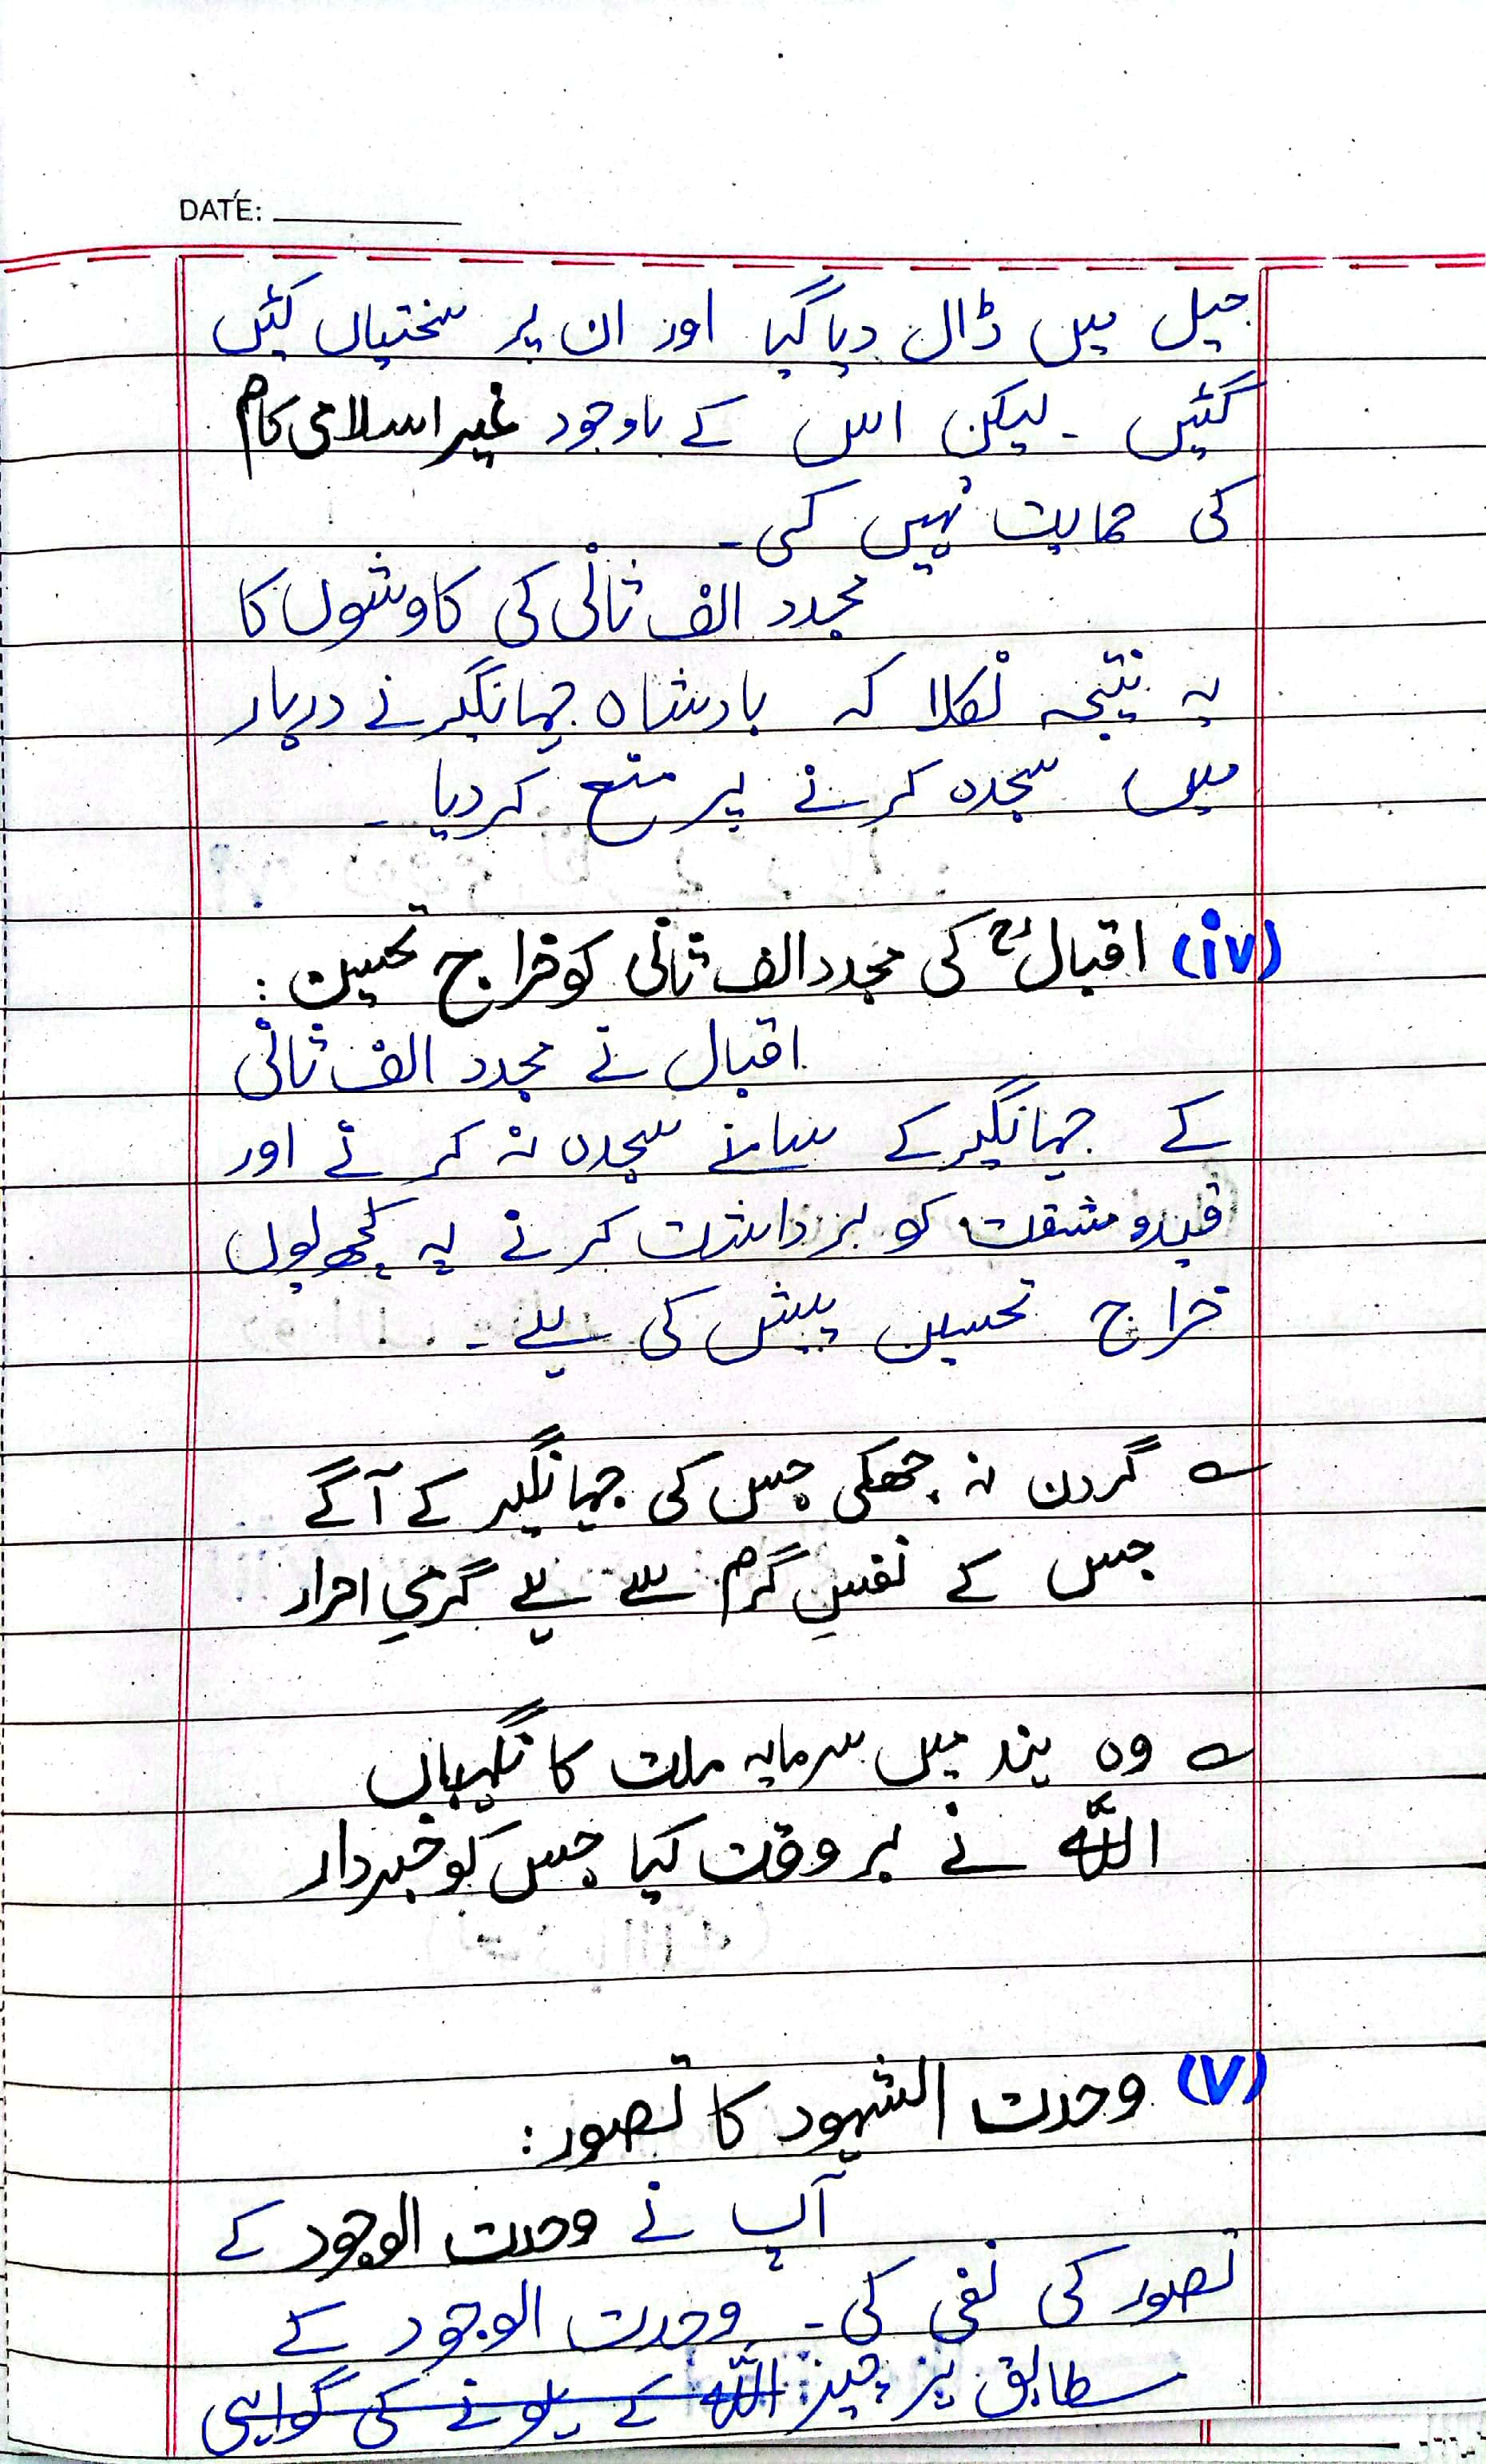 DATE:
جیل میں ڈال دیا گیا اور ان پر سختیاں کئیں
گئیں ۔ لیکن اس کے باوجود غیر اسلامی کام
کی حمایت نہیں کی۔
مجدد الف ثانی کی کاوشوں کا
یہ نتیجہ نکلا کہ بادشاہ جہانگیر نے دربار
میں سجدہ کرنے پر منع کر دیا ۔
(iv) اقبالؒ کی مجدد الف ثانی کو خراج تحسین :
اقبال نے مجدد الف ثانی
کے جہانگیر کے سامنے سجدہ نہ کرنے اور
قیدو مشقت کو برداشت کرنے پہ کچھ یوں
خراج تحسین پیش کی ہے ۔
؎ گردن نہ جھکی جس کی جہانگیر کے آگے
جس کے نفسِ گرم سے ہے گرمیِ احرار
؎ وہ ہند میں سرمایہ ملت کا نگہباں
اللّٰہ نے بر وقت کیا جس کو خبردار
(v) وحدت الشہود کا تصور :
آپ نے وحدت الوجود کے
تصور کی نفی کی ۔ وحدت الوجود کے
مطابق ہز چیز اللّٰہ کے ہونے کی گواہی